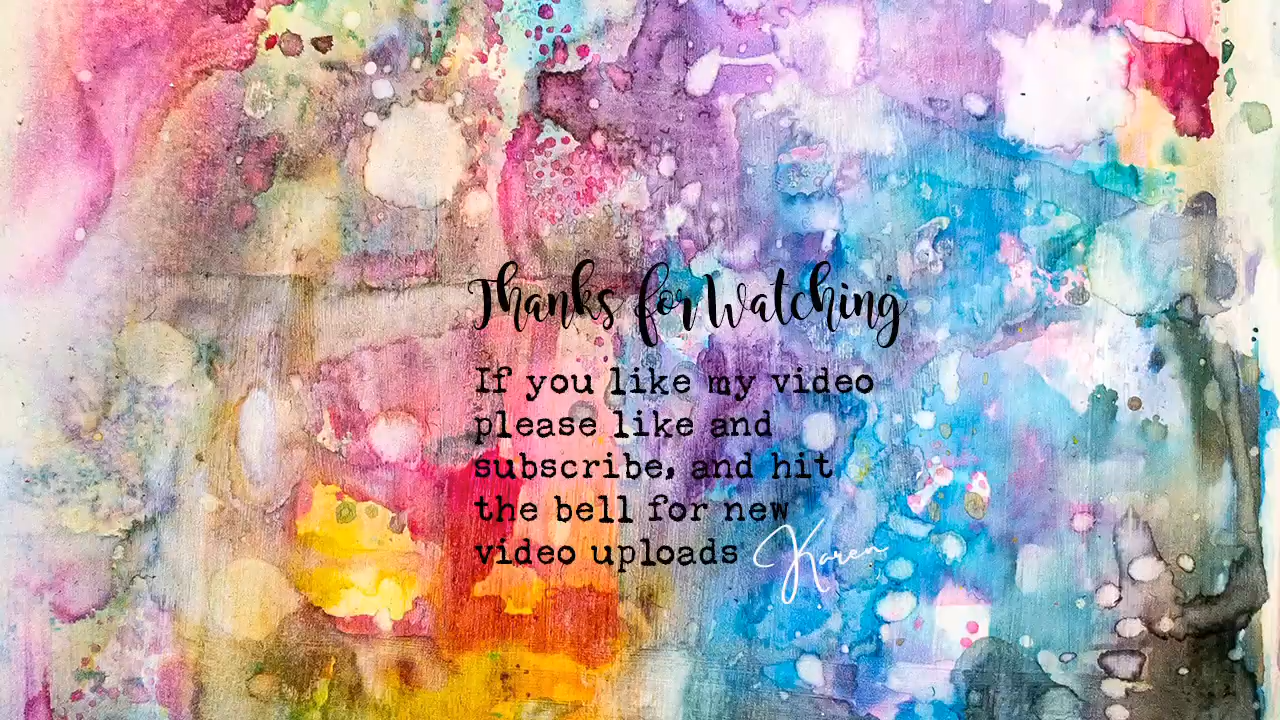 Thanks for Watching
If you like my video
please like and
subscribe, and hit
the bell for new
video uploads Karen